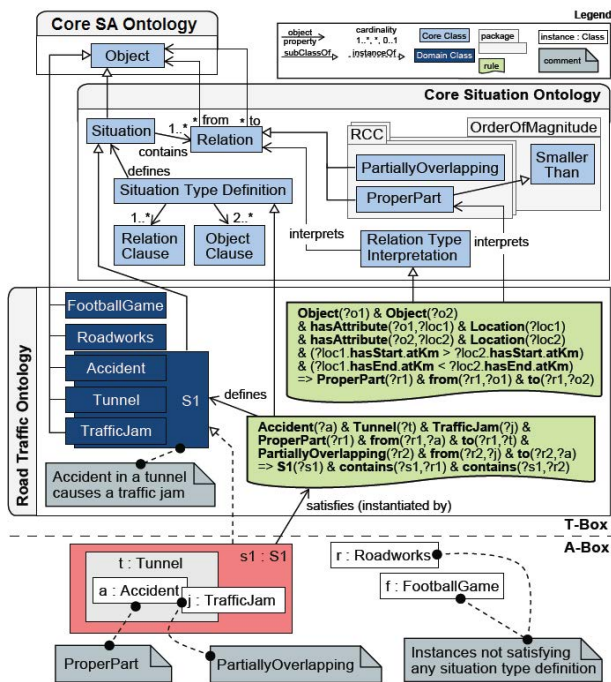 Legend
object
property
cardinality
1..*, *, 0..1
Core Class
package
instance : Class
subClassOf
instanceOf
Domain Class
rule
comment
Core SA Ontology
Object
Core Situation Ontology
Situation
1..*
*
from
*
to
contains
Relation
defines
Situation Type Definition
1..*
2..*
Relation
Clause
Object
Clause
RCC
OrderOfMagnitude
PartiallyOverlapping
ProperPart
Smaller
Than
interprets
Relation Type
Interpretation
interprets
Road Traffic Ontology
FootballGame
Roadworks
Accident
Tunnel
TrafficJam
S1
defines
Accident in a tunnel
causes a traffic jam
Object(?o1) & Object(?o2)
& hasAttribute(?o1,?loc1) & Location(?loc1)
& hasAttribute(?o2,?loc2) & Location(?loc2)
& (?loc1.hasStart.atKm > ?loc2.hasStart.atKm)
& (?loc1.hasEnd.atKm < ?loc2.hasEnd.atKm)
=> ProperPart(?r1) & from(?r1,?o1) & to(?r1,?o2)
Accident(?a) & Tunnel(?t) & TrafficJam(?j)
& ProperPart(?r1) & from(?r1,?a) & to(?r1,?t)
& PartiallyOverlapping(?r2) & from(?r2,?j) & to(?r2,?a)
=> S1(?s1) & contains(?s1,?r1) & contains(?s1,?r2)
satisfies (instantiated by)
T-Box
A-Box
t : Tunnel
s1 : S1
a : Accident
j : TrafficJam
r : Roadworks
f : FootballGame
ProperPart
PartiallyOverlapping
Instances not satisfying
any situation type definition